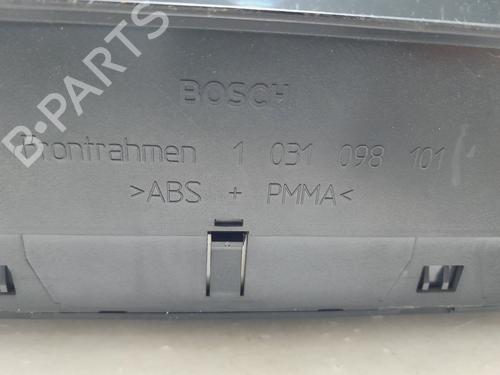 B-PARTS
BOSCH
Frontrahmen 1 031 098 101
>ABS + PMMA<